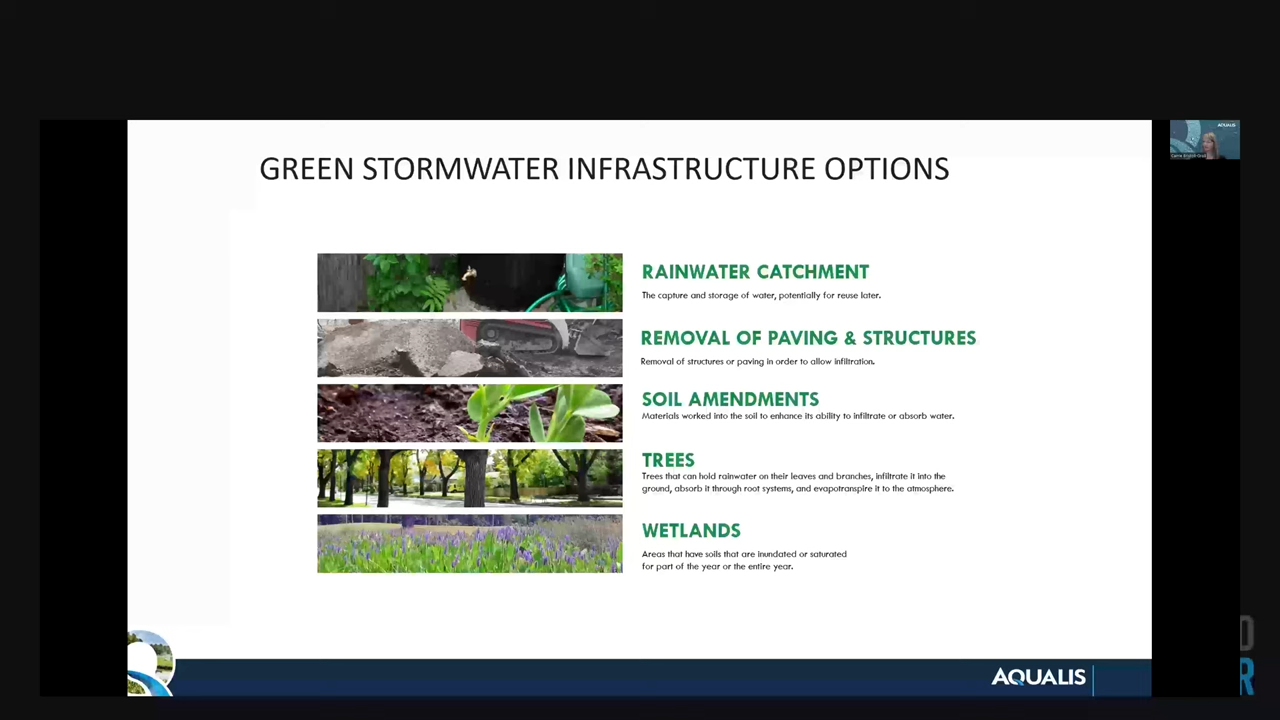 GREEN STORMWATER INFRASTRUCTURE OPTIONS
AQUALIS
RAINWATER CATCHMENT
The capture and storage of water, potentially for reuse later.
REMOVAL OF PAVING & STRUCTURES
Removal of structures or paving in order to allow infiltration.
SOIL AMENDMENTS
Materials worked into the soil to enhance its ability to infiltrate or absorb water.
TREES
Trees that can hold rainwater on their leaves and branches, infiltrate it into the
ground, absorb it through root systems, and evapotranspire it to the atmosphere.
WETLANDS
Areas that have soils that are inundated or saturated
for part of the year or the entire year.
AQUALIS
D
R